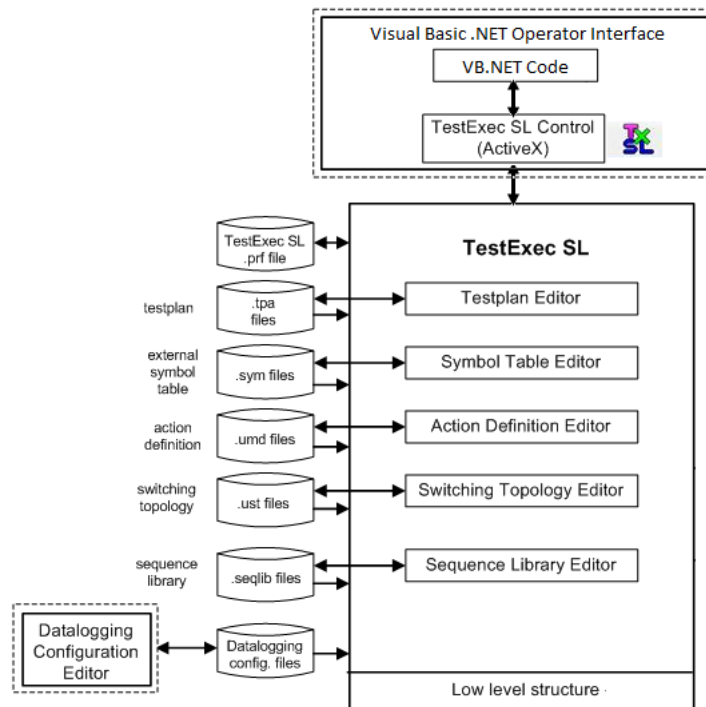 Visual Basic .NET Operator Interface
VB.NET Code
TestExec SL Control
(ActiveX)
TX
SL
TestExec SL
.prf file
TestExec SL
testplan
.tpa
files
Testplan Editor
external
symbol
table
.sym files
Symbol Table Editor
action
definition
.umd files
Action Definition Editor
switching
topology
.ust files
Switching Topology Editor
sequence
library
.seqlib files
Sequence Library Editor
Datalogging
Configuration
Editor
Datalogging
config. files
Low level structure